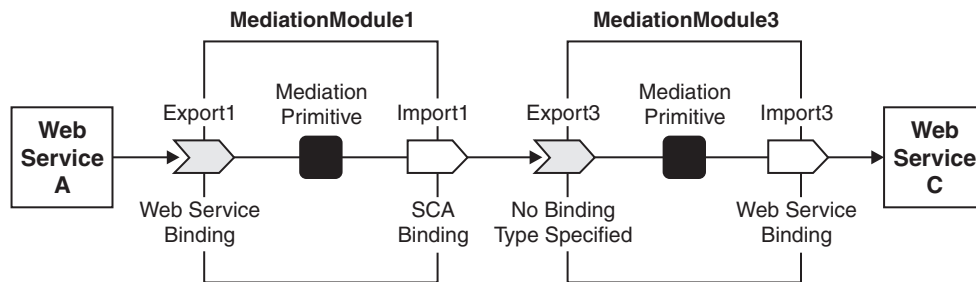 MediationModule1
MediationModule3
Web
Service
A
Export1
Mediation
Primitive
Import1
Export3
Mediation
Primitive
Import3
Web
Service
C
Web Service
Binding
SCA
Binding
No Binding
Type Specified
Web Service
Binding